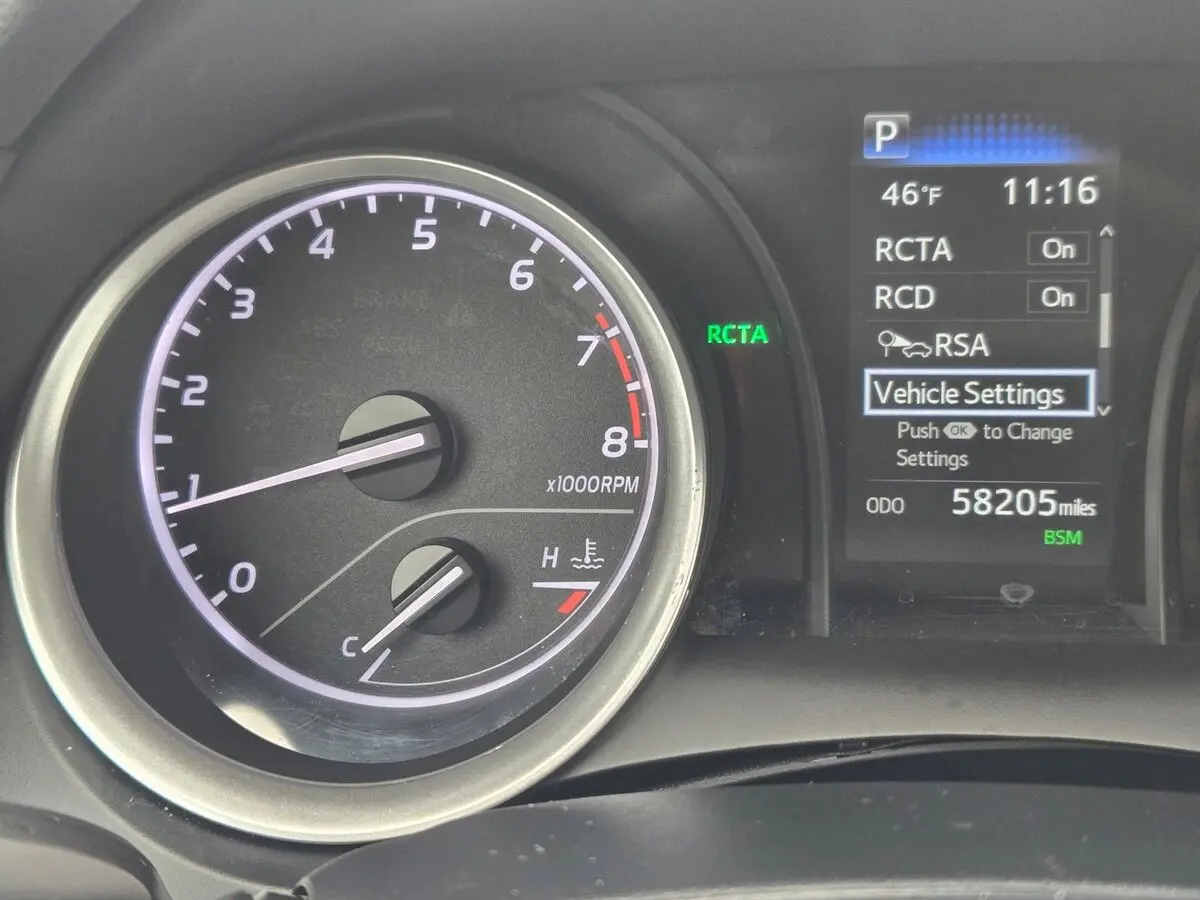 P
46°F 11:16
RCTA On
RCD On
RSA
Vehicle Settings
Push OK to Change
Settings
ODO 58205 miles
BSM
RCTA
0
1
2
3
4
5
6
7
8
x1000RPM
BRAKE
H
C